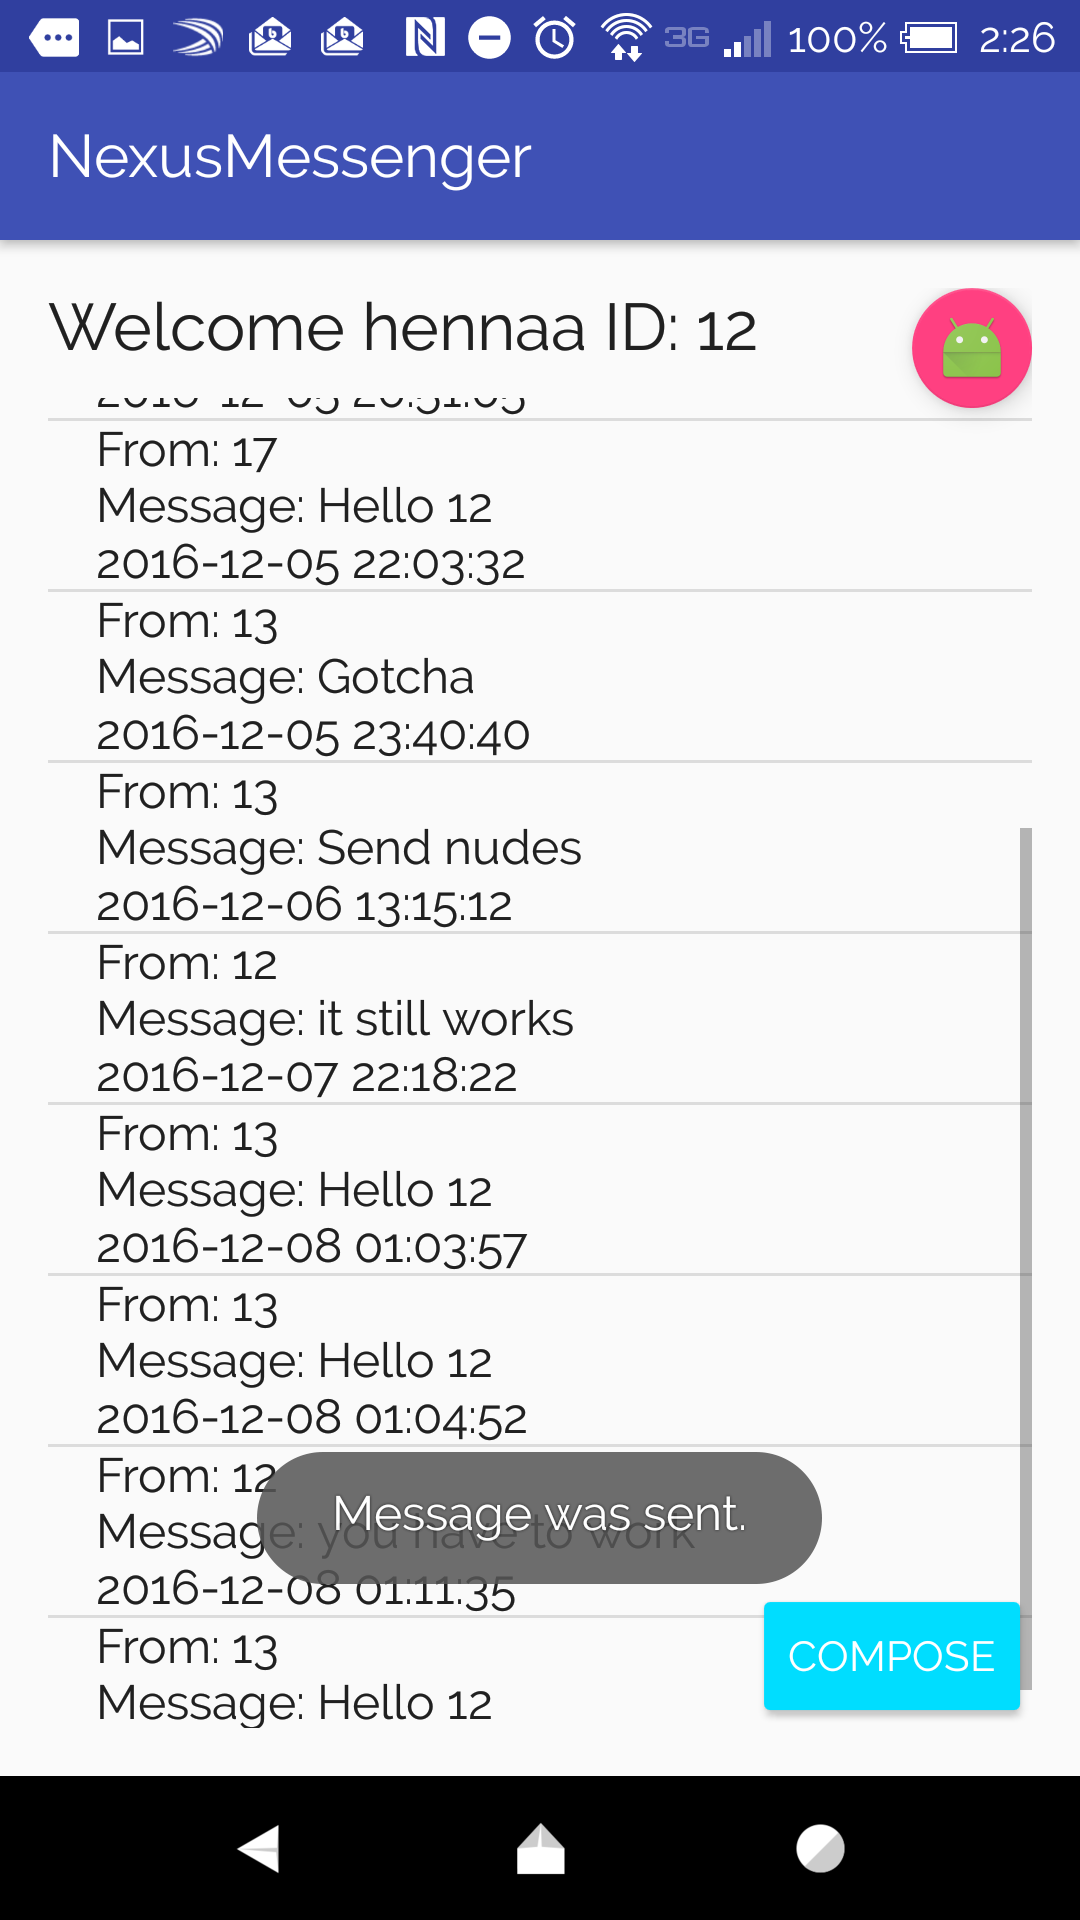 3G 100% 2:26
NexusMessenger
Welcome hennaa ID: 12
From: 17
Message: Hello 12
2016-12-05 22:03:32
From: 13
Message: Gotcha
2016-12-05 23:40:40
From: 13
Message: Send nudes
2016-12-06 13:15:12
From: 12
Message: it still works
2016-12-07 22:18:22
From: 13
Message: Hello 12
2016-12-08 01:03:57
From: 13
Message: Hello 12
2016-12-08 01:04:52
From: 12
Message: you have to work
Message was sent.
2016-12-08 01:11:35
From: 13
Message: Hello 12
COMPOSE